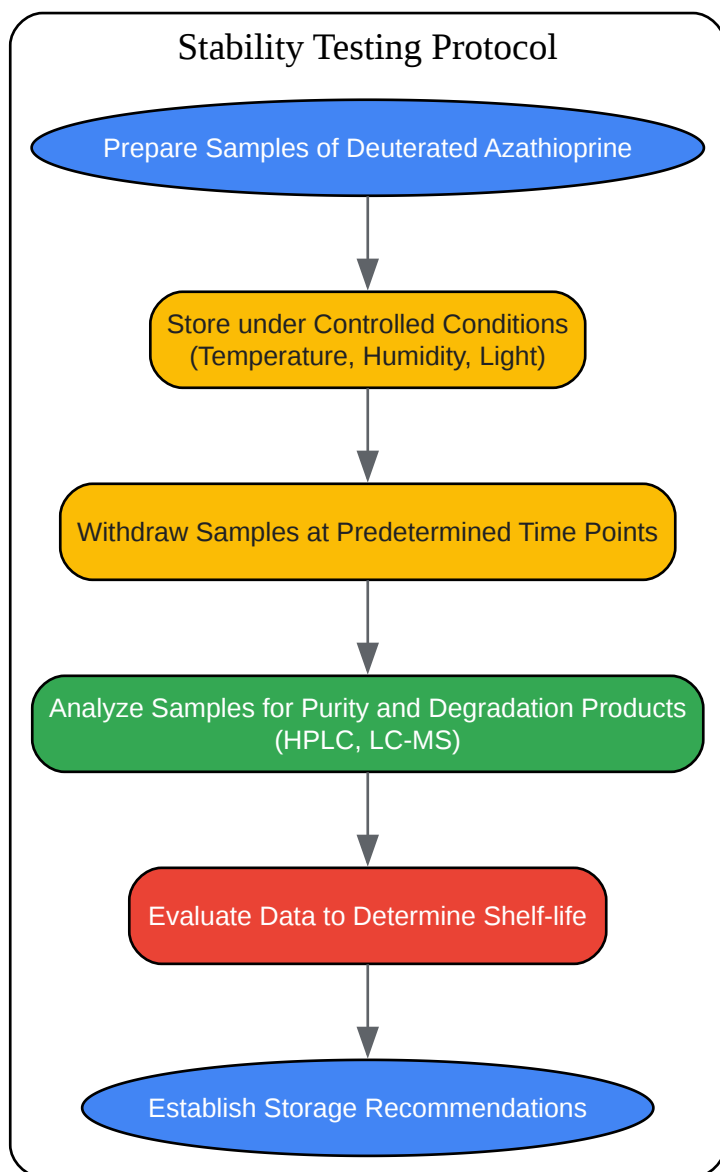 Stability Testing Protocol
Prepare Samples of Deuterated Azathioprine
Store under Controlled Conditions
(Temperature, Humidity, Light)
Withdraw Samples at Predetermined Time Points
Analyze Samples for Purity and Degradation Products
(HPLC, LC-MS)
Evaluate Data to Determine Shelf-life
Establish Storage Recommendations